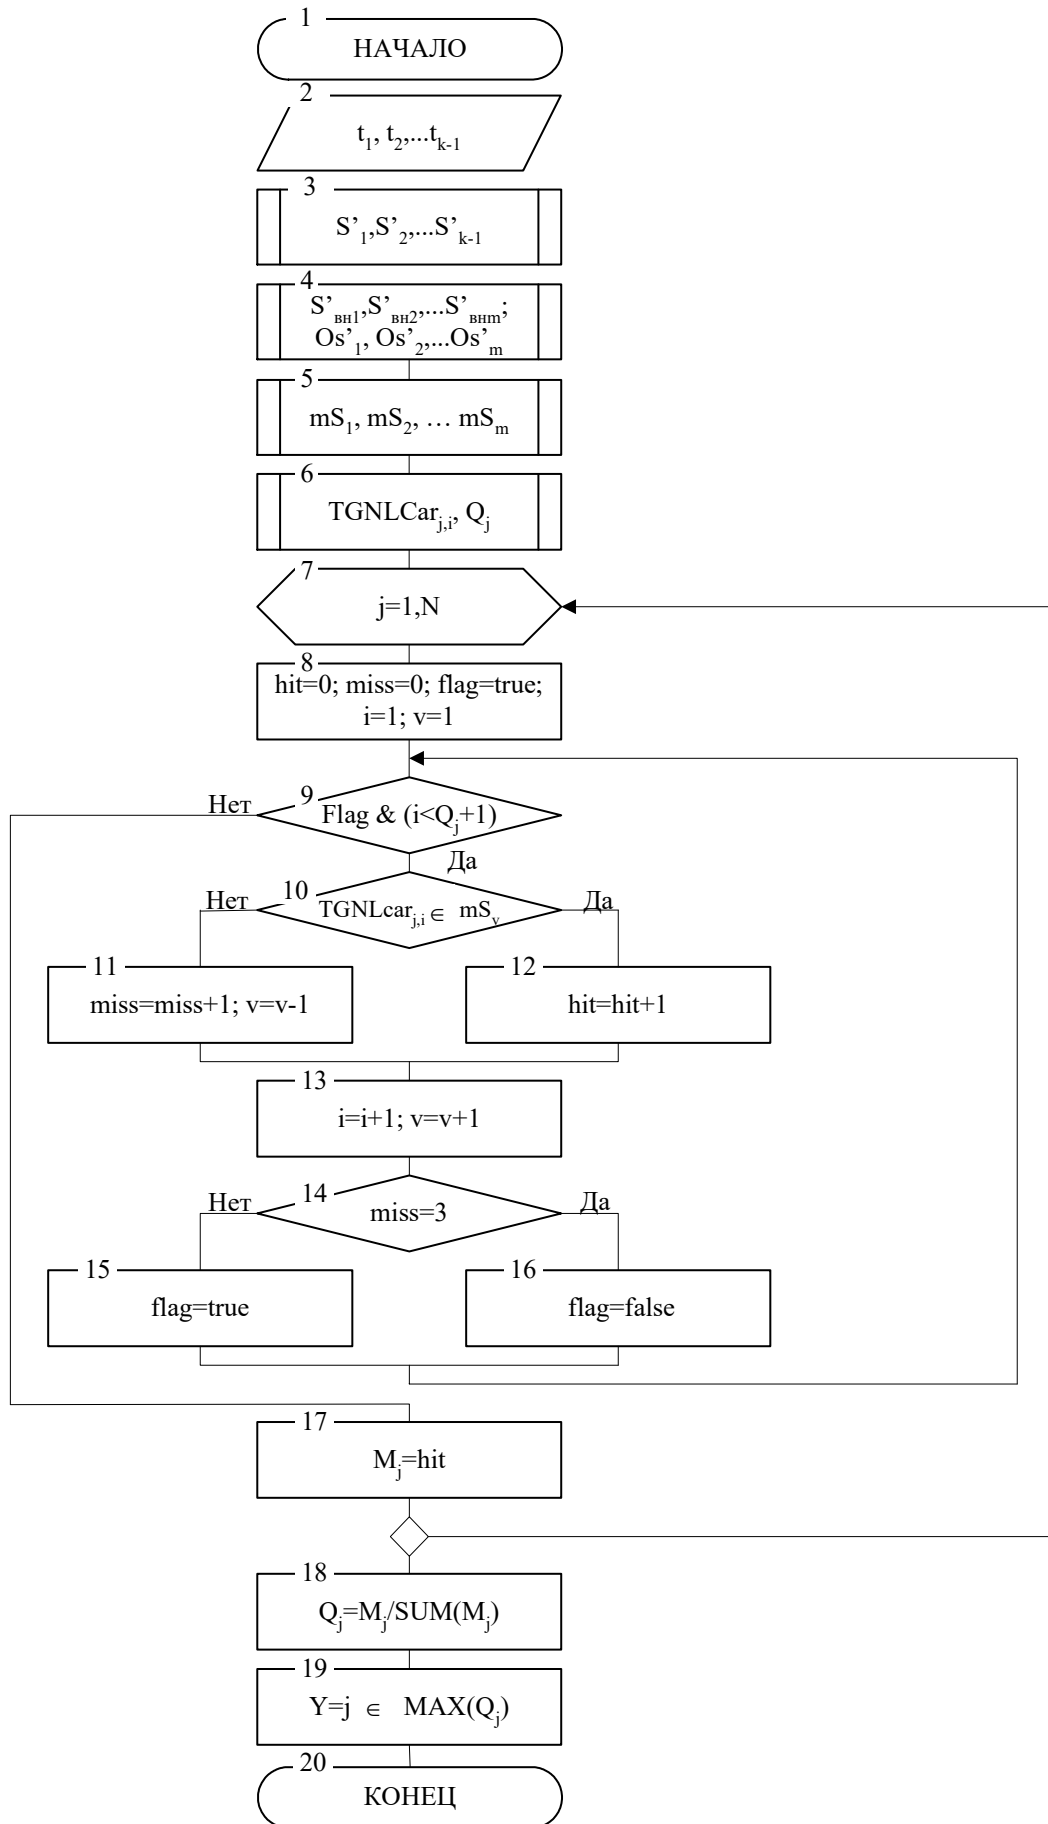 1
НАЧАЛО
2
t1, t2,...tk-1
3
S’1,S’2,...S’k-1
4
S’вн1,S’вн2,...S’внm;
Os’1, Os’2,...Os’m
5
mS1, mS2, … mSm
6
TGNLCarj,i, Qj
7
j=1,N
8
hit=0; miss=0; flag=true;
i=1; v=1
9
Нет
Flag & (i<Qj+1)
Да
10
Нет
TGNLcarj,i ∈ mSv
Да
11
miss=miss+1; v=v-1
12
hit=hit+1
13
i=i+1; v=v+1
14
Нет
miss=3
Да
15
flag=true
16
flag=false
17
Mj=hit
18
Qj=Mj/SUM(Mj)
19
Y=j ∈ MAX(Qj)
20
КОНЕЦ